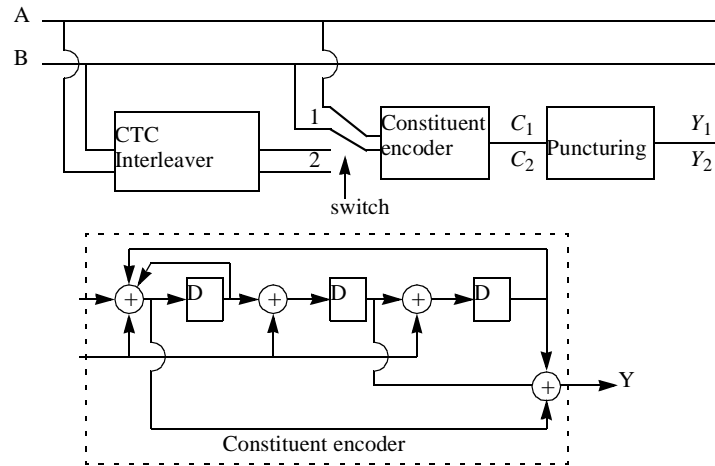 A
B
CTC
Interleaver
1
2
switch
Constituent
encoder
C1
C2
Puncturing
Y1
Y2
+
D
+
D
+
D
+
Y
Constituent encoder